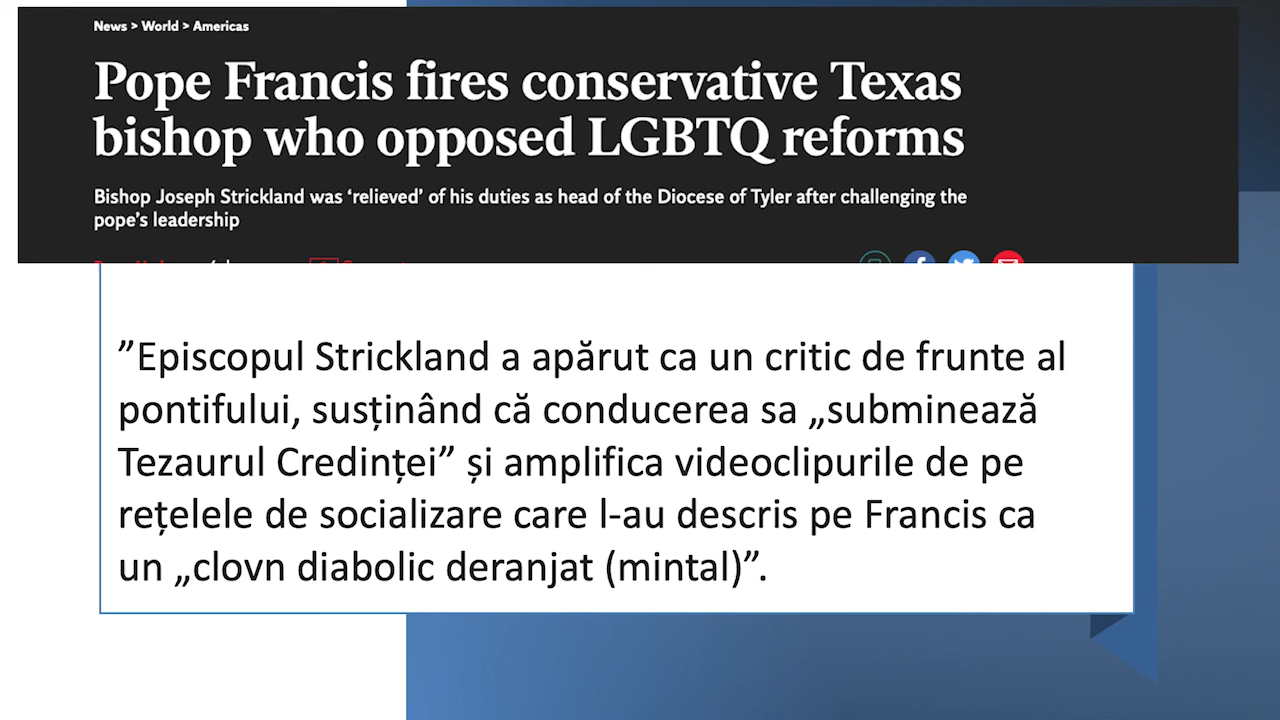 News > World > Americas
Pope Francis fires conservative Texas
bishop who opposed LGBTQ reforms
Bishop Joseph Strickland was ‘relieved’ of his duties as head of the Diocese of Tyler after challenging the
pope’s leadership
”Episcopul Strickland a apărut ca un critic de frunte al
pontifului, susținând că conducerea sa „subminează
Tezaurul Credinței” și amplifica videoclipurile de pe
rețelele de socializare care l-au descris pe Francis ca
un „clovn diabolic deranjat (mintal)”.